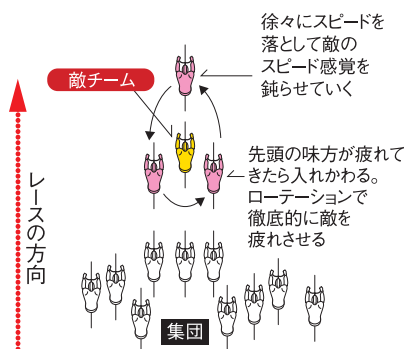 徐々にスピードを
落として敵の
スピード感覚を
鈍らせていく
敵チーム
先頭の味方が疲れて
きたら入れかわる。
ローテーションで
徹底的に敵を
疲れさせる
レースの方向
集団